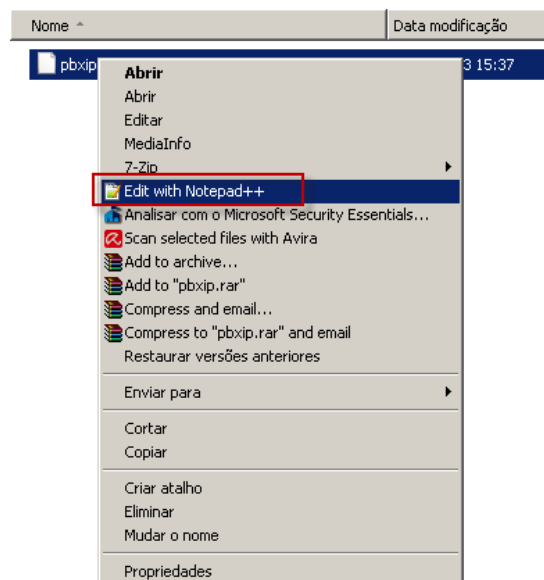 Nome
Data modificação
pbxip
3 15:37
Abrir
Abrir
Editar
MediaInfo
7-Zip
Edit with Notepad++
Analisar com o Microsoft Security Essentials...
Scan selected files with Avira
Add to archive...
Add to "pbxip.rar"
Compress and email...
Compress to "pbxip.rar" and email
Restaurar versões anteriores
Enviar para
Cortar
Copiar
Criar atalho
Eliminar
Mudar o nome
Propriedades